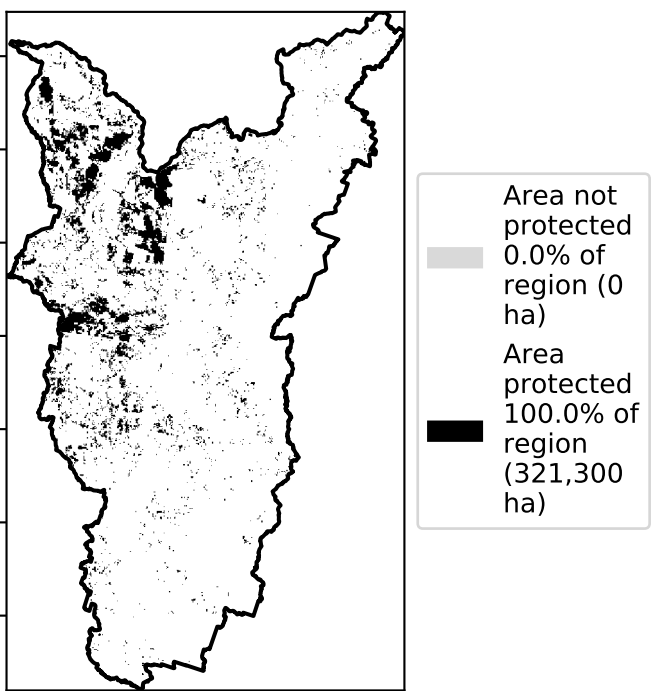 Area not
protected
0.0% of
region (0
ha)
Area
protected
100.0% of
region
(321,300
ha)